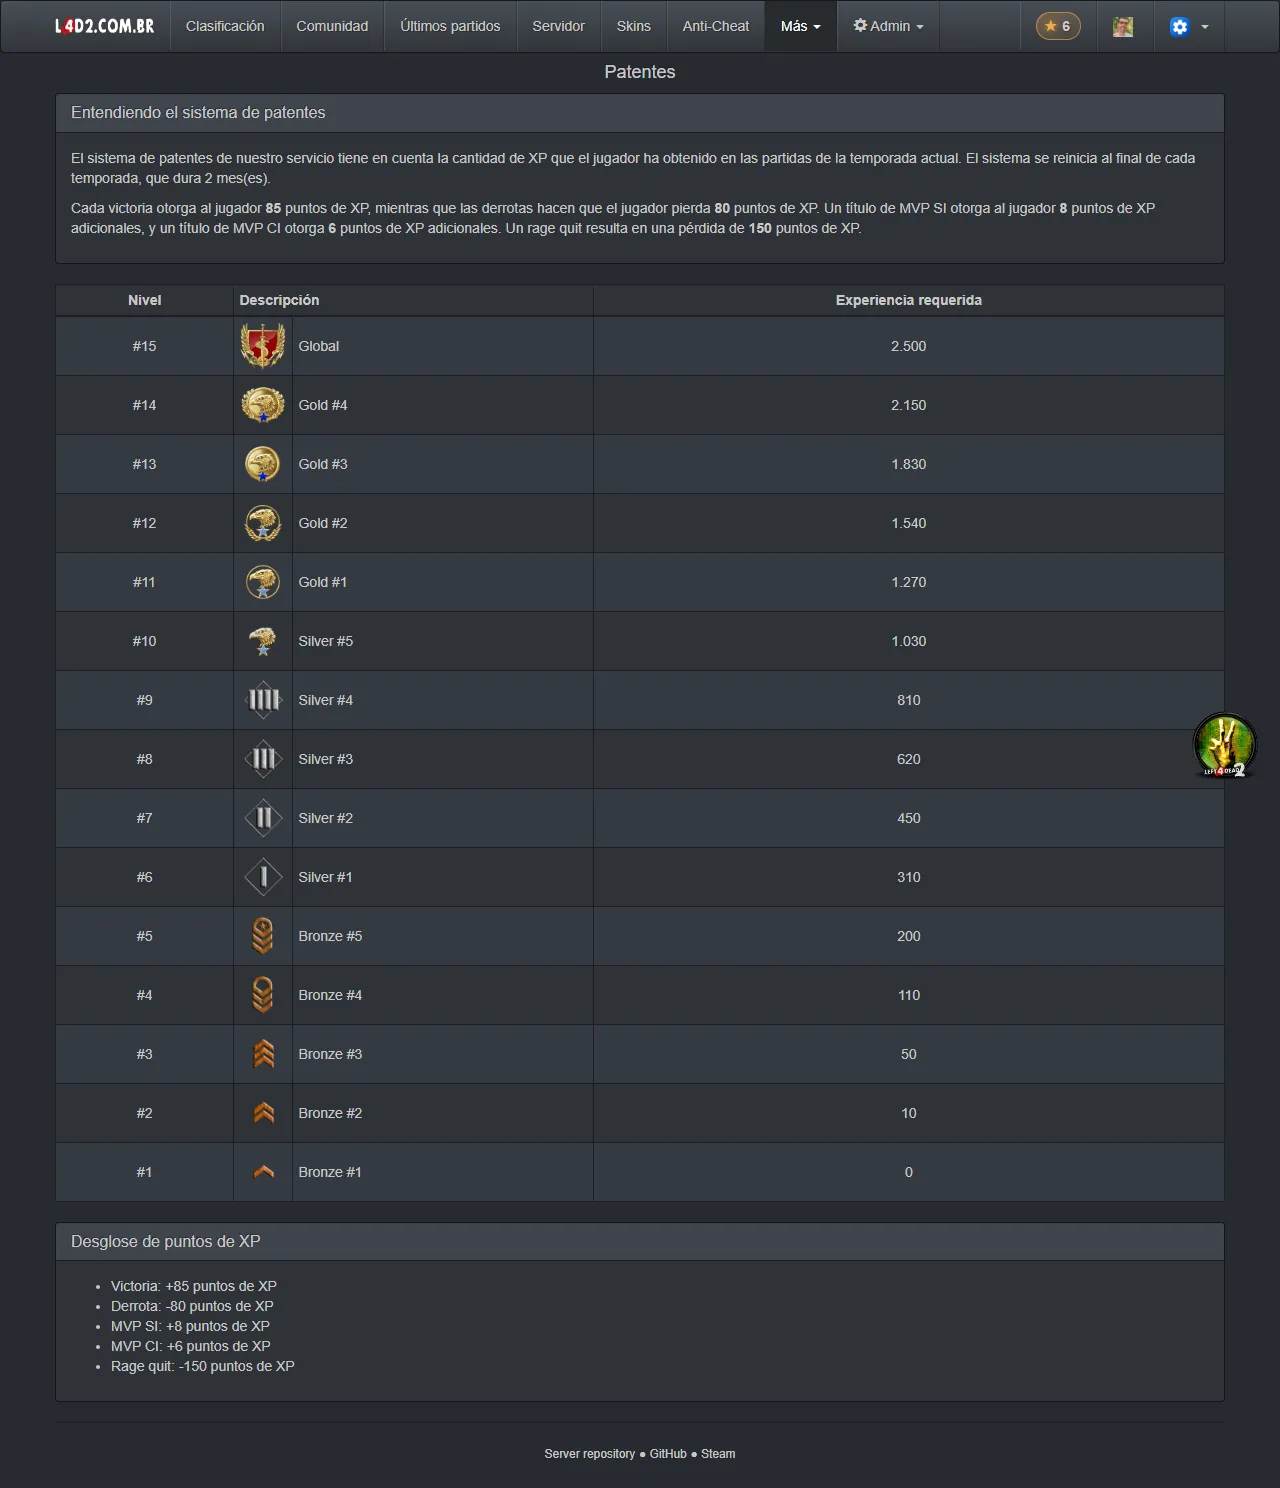 L4D2.COM.BR Clasificación Comunidad Últimos partidos Servidor Skins Anti-Cheat Más Admin 6
Patentes
Entendiendo el sistema de patentes
El sistema de patentes de nuestro servicio tiene en cuenta la cantidad de XP que el jugador ha obtenido en las partidas de la temporada actual. El sistema se reinicia al final de cada
temporada, que dura 2 mes(es).
Cada victoria otorga al jugador 85 puntos de XP, mientras que las derrotas hacen que el jugador pierda 80 puntos de XP. Un título de MVP SI otorga al jugador 8 puntos de XP
adicionales, y un título de MVP CI otorga 6 puntos de XP adicionales. Un rage quit resulta en una pérdida de 150 puntos de XP.
Nivel Descripción Experiencia requerida
#15 Global 2.500
#14 Gold #4 2.150
#13 Gold #3 1.830
#12 Gold #2 1.540
#11 Gold #1 1.270
#10 Silver #5 1.030
#9 Silver #4 810
#8 Silver #3 620
LEFT 4 DEAD 2
#7 Silver #2 450
#6 Silver #1 310
#5 Bronze #5 200
#4 Bronze #4 110
#3 Bronze #3 50
#2 Bronze #2 10
#1 Bronze #1 0
Desglose de puntos de XP
• Victoria: +85 puntos de XP
• Derrota: -80 puntos de XP
• MVP SI: +8 puntos de XP
• MVP CI: +6 puntos de XP
• Rage quit: -150 puntos de XP
Server repository ● GitHub ● Steam